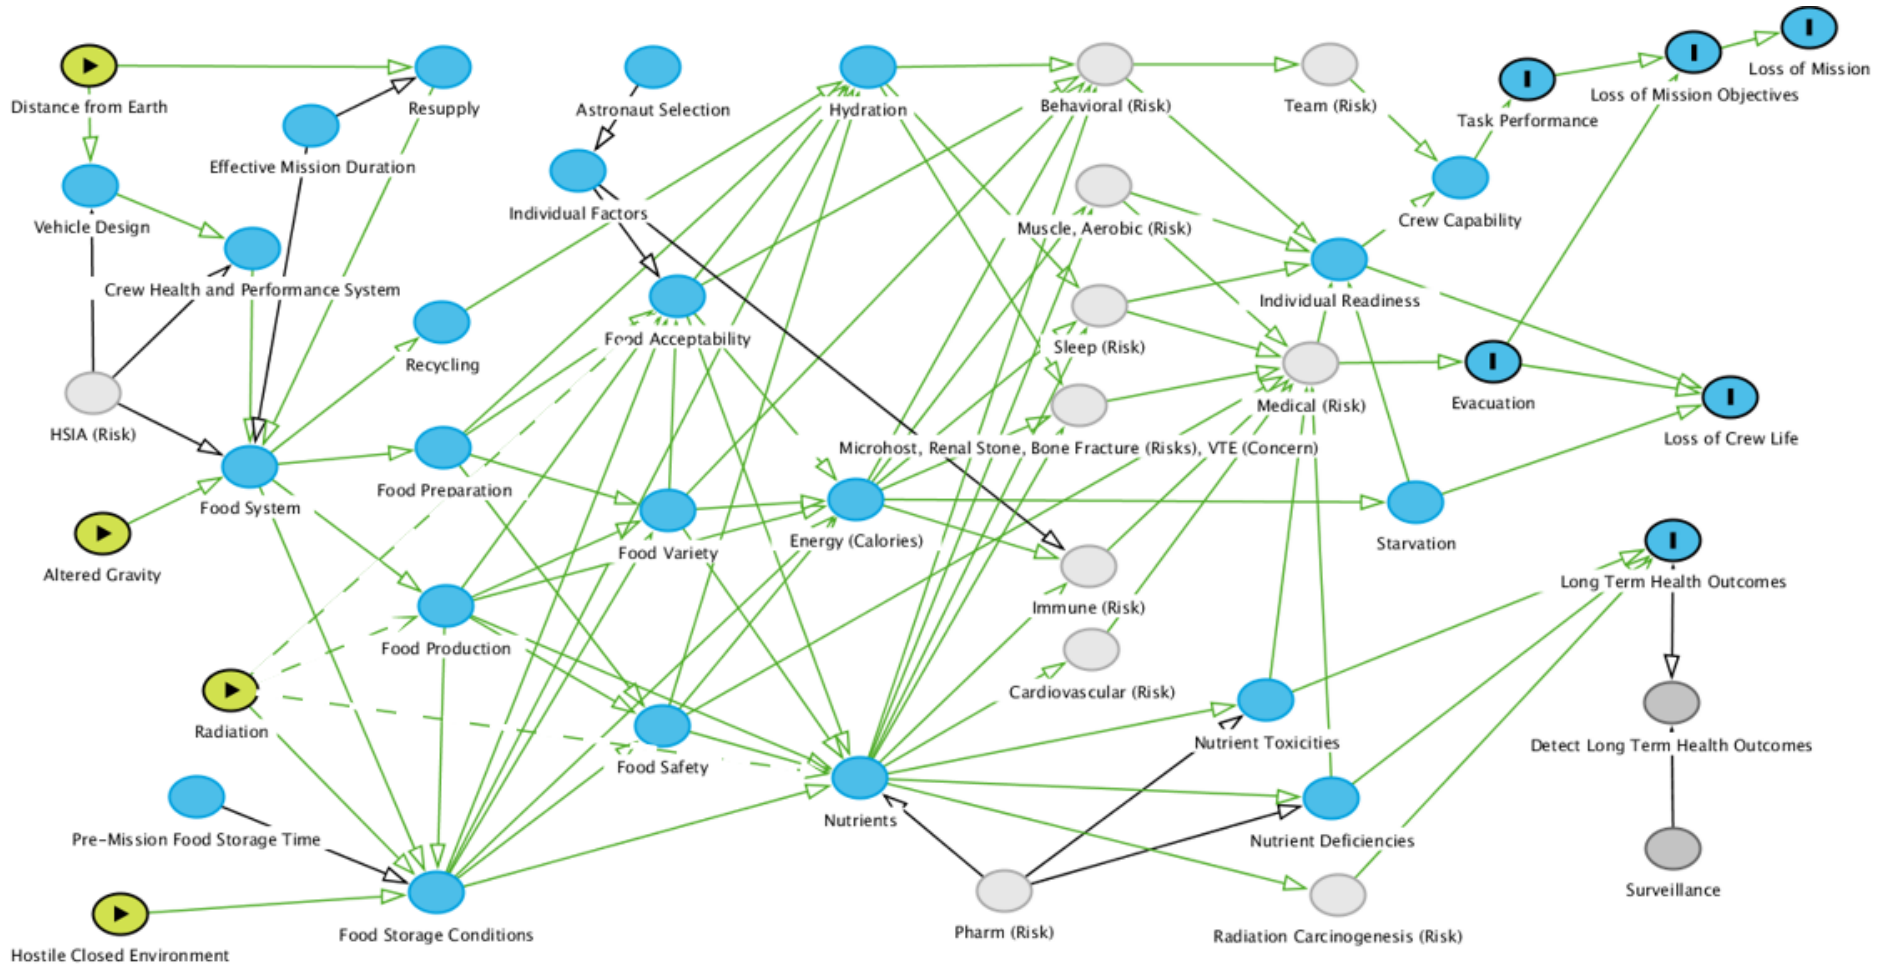 Distance from Earth
Resupply
Astronaut Selection
Hydration
Behavioral (Risk)
Team (Risk)
Task Performance
Loss of Mission Objectives
Loss of Mission
Effective Mission Duration
Vehicle Design
Individual Factors
Muscle, Aerobic (Risk)
Crew Capability
Crew Health and Performance System
Individual Readiness
Recycling
Food Acceptability
Sleep (Risk)
HSIA (Risk)
Medical (Risk)
Evacuation
Loss of Crew Life
Microhost, Renal Stone, Bone Fracture (Risks), VTE (Concern)
Food System
Food Preparation
Food Variety
Energy (Calories)
Starvation
Altered Gravity
Immune (Risk)
Long Term Health Outcomes
Food Production
Cardiovascular (Risk)
Radiation
Food Safety
Nutrient Toxicities
Detect Long Term Health Outcomes
Pre-Mission Food Storage Time
Nutrients
Nutrient Deficiencies
Surveillance
Food Storage Conditions
Pharm (Risk)
Radiation Carcinogenesis (Risk)
Hostile Closed Environment